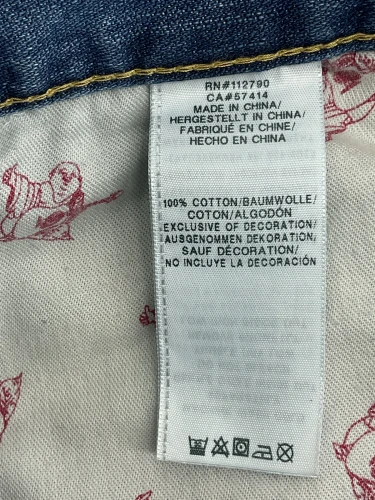 RN#112790
CA#57414
MADE IN CHINA/
HERGESTELLT IN CHINA/
FABRIQUÉ EN CHINE/
HECHO EN CHINA
100% COTTON/BAUMWOLLE/
COTON/ALGODÓN
EXCLUSIVE OF DECORATION/
AUSGENOMMEN DEKORATION/
SAUF DÉCORATION/
NO INCLUYE LA DECORACIÓN